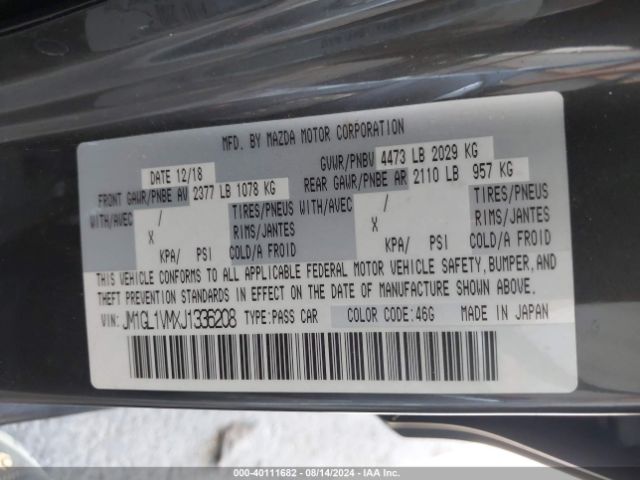 MFD. BY MAZDA MOTOR CORPORATION
DATE 12/18 GVWR/PNBV 4473 LB 2029 KG
FRONT GAWR/PNBE AV 2377 LB 1078 KG REAR GAWR/PNBE AR 2110 LB 957 KG
WITH/AVEC / TIRES/PNEUS WITH/AVEC / TIRES/PNEUS
X RIMS/JANTES X RIMS/JANTES
KPA/ PSI COLD/A FROID KPA/ PSI COLD/A FROID
THIS VEHICLE CONFORMS TO ALL APPLICABLE FEDERAL MOTOR VEHICLE SAFETY, BUMPER, AND
THEFT PREVENTION STANDARDS IN EFFECT ON THE DATE OF MANUFACTURE SHOWN ABOVE.
VIN: JM1GL1VMXJ1336208 TYPE:PASS CAR COLOR CODE: 46G MADE IN JAPAN
000-40111682 - 08/14/2024 - IAA Inc.